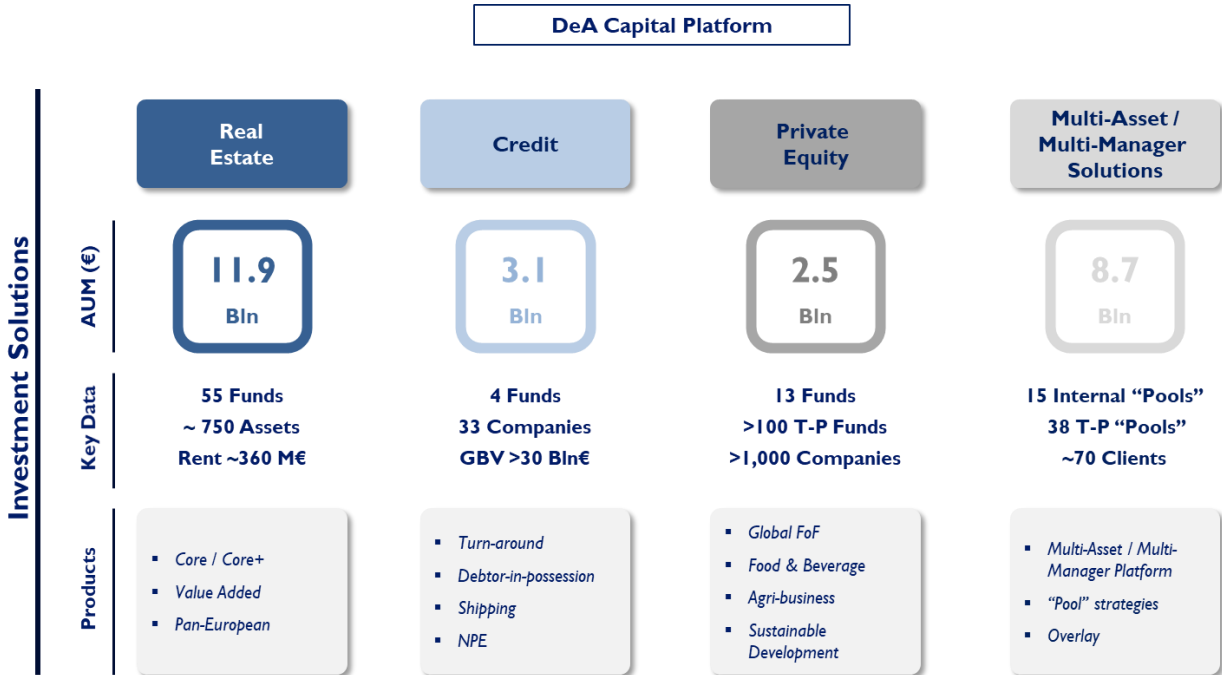 DeA Capital Platform
Investment Solutions
Real
Estate
Credit
Private
Equity
Multi-Asset /
Multi-Manager
Solutions
AUM (€)
11.9
Bln
3.1
Bln
2.5
Bln
8.7
Bln
Key Data
55 Funds
~ 750 Assets
Rent ~360 M€
4 Funds
33 Companies
GBV >30 Bln€
13 Funds
>100 T-P Funds
>1,000 Companies
15 Internal “Pools”
38 T-P “Pools”
~70 Clients
Products
▪ Core / Core+
▪ Value Added
▪ Pan-European
▪ Turn-around
▪ Debtor-in-possession
▪ Shipping
▪ NPE
▪ Global FoF
▪ Food & Beverage
▪ Agri-business
▪ Sustainable
Development
▪ Multi-Asset / Multi-
Manager Platform
▪ “Pool” strategies
▪ Overlay